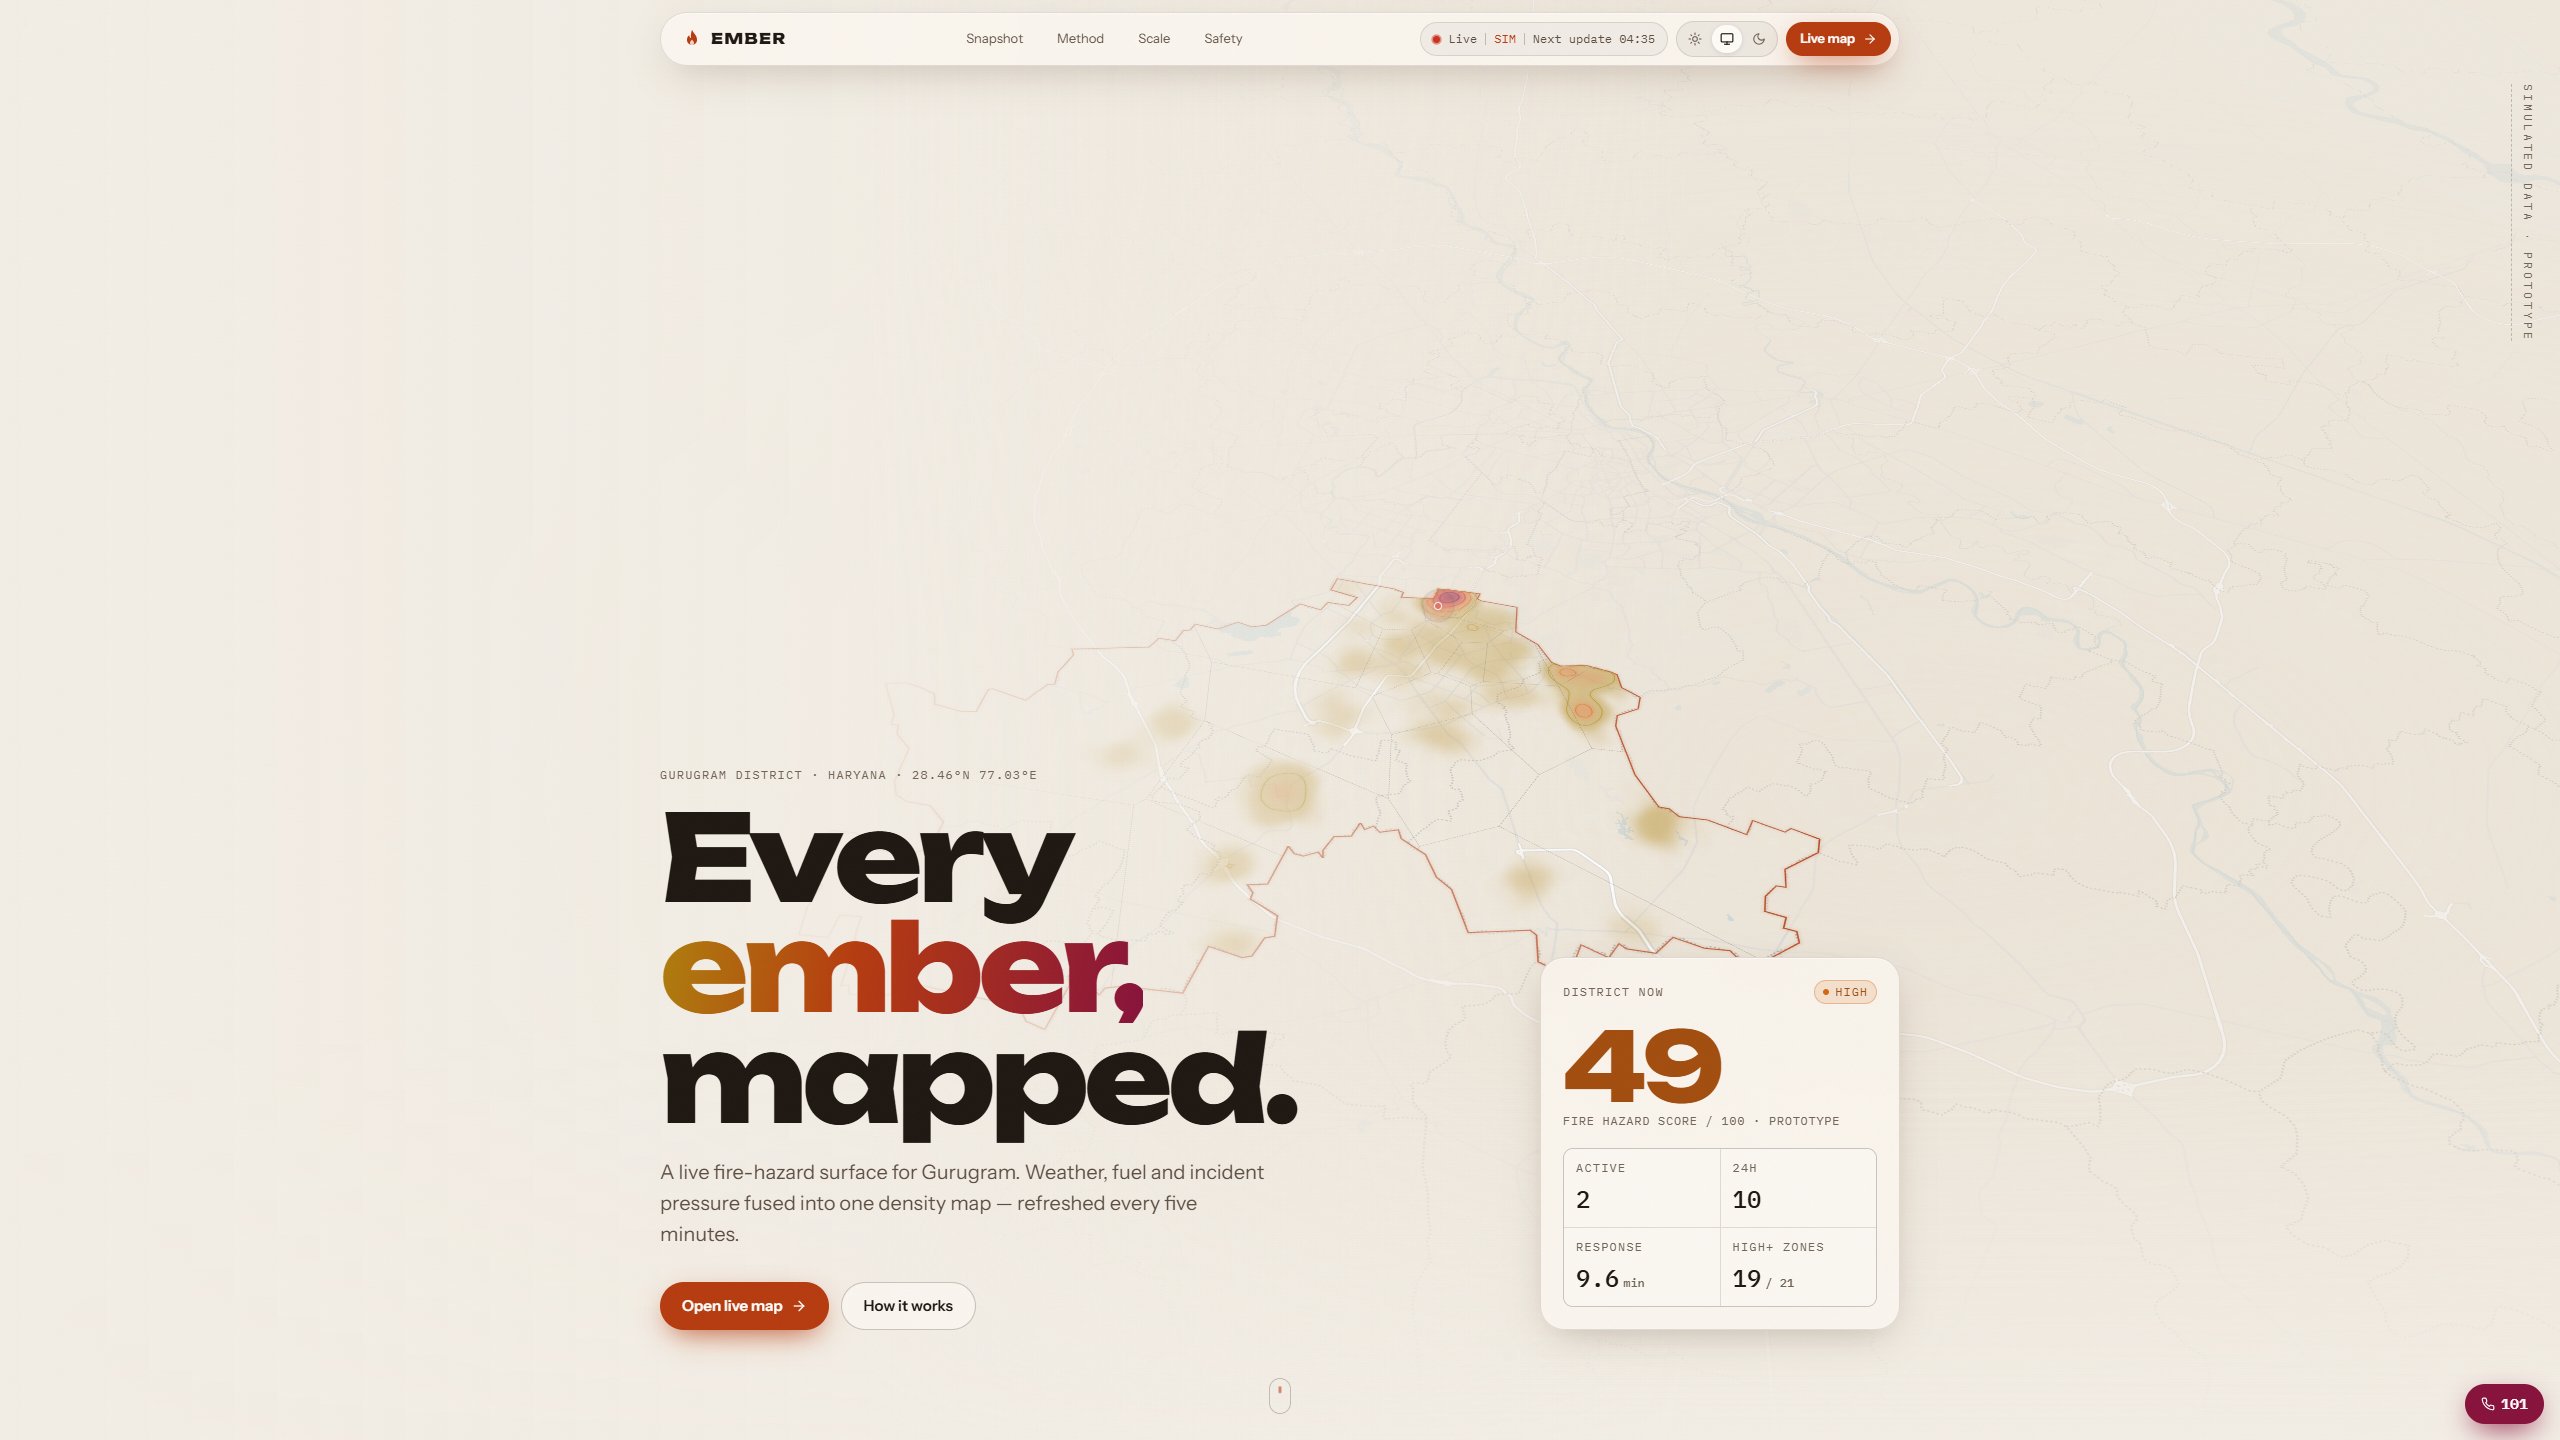 EMBER
Snapshot Method Scale Safety
Live | SIM | Next update 04:35
Live map
SIMULATED DATA · PROTOTYPE
GURUGRAM DISTRICT · HARYANA · 28.46°N 77.03°E
Every
ember,
mapped.
A live fire-hazard surface for Gurugram. Weather, fuel and incident
pressure fused into one density map — refreshed every five
minutes.
Open live map
How it works
DISTRICT NOW
HIGH
49
FIRE HAZARD SCORE / 100 · PROTOTYPE
ACTIVE
2
24H
10
RESPONSE
9.6 min
HIGH+ ZONES
19 / 21
101